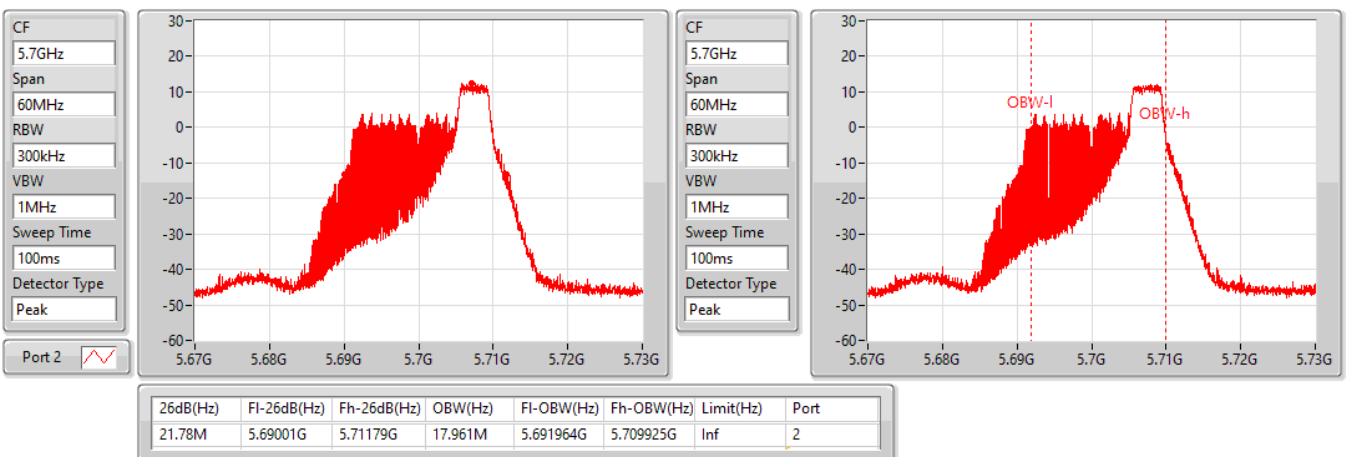 CF
5.7GHz
Span
60MHz
RBW
300kHz
VBW
1MHz
Sweep Time
100ms
Detector Type
Peak
Port 2
30
20
10
0
-10
-20
-30
-40
-50
-60
5.67G 5.68G 5.69G 5.7G 5.71G 5.72G 5.73G
CF
5.7GHz
Span
60MHz
RBW
300kHz
VBW
1MHz
Sweep Time
100ms
Detector Type
Peak
30
20
10
0
-10
-20
-30
-40
-50
-60
OBW-l
OBW-h
5.67G 5.68G 5.69G 5.7G 5.71G 5.72G 5.73G
26dB(Hz) Fl-26dB(Hz) Fh-26dB(Hz) OBW(Hz) Fl-OBW(Hz) Fh-OBW(Hz) Limit(Hz) Port
21.78M 5.69001G 5.71179G 17.961M 5.691964G 5.709925G Inf 2